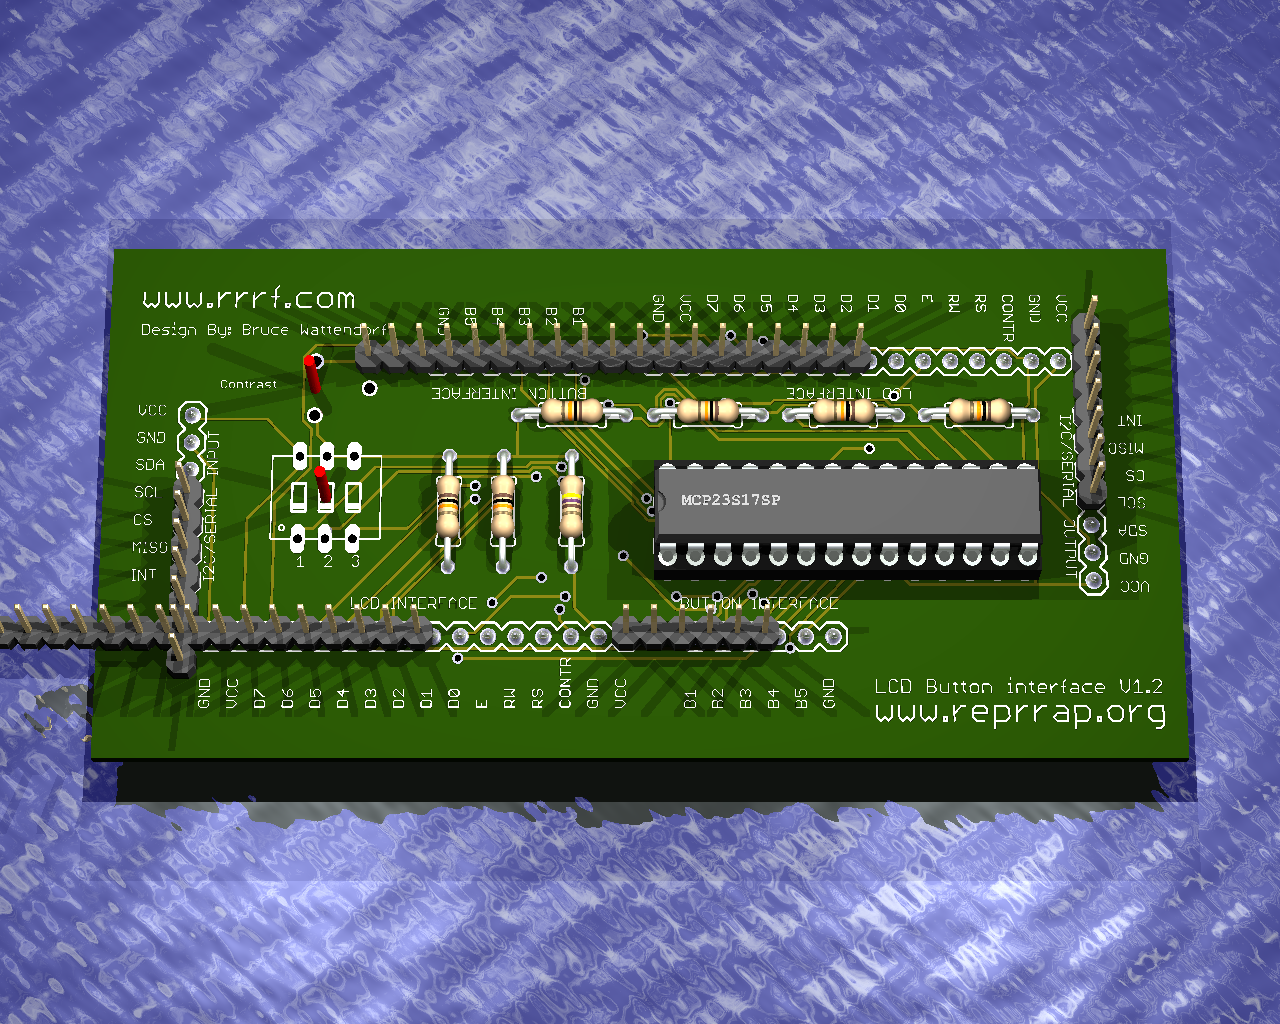 www.rrrf.com
Design By: Bruce Wattendorf
GND B5 B4 B3 B2 B1
GND VCC D7 D6 D5 D4 D3 D2 D1 D0 E RW RS CONTR GND VCC
Contrast
BUTTON INTERFACE
LCD INTERFACE
VCC
GND
SDA
SCL
CS
MISO
INT
I2C/SERIAL INPUT
1 2 3
MCP23S17SP
INT
MISO
CS
SCL
SDA
GND
VCC
I2C/SERIAL OUTPUT
LCD INTERFACE
BUTTON INTERFACE
GND VCC D7 D6 D5 D4 D3 D2 D1 D0 E RW RS CONTR GND VCC
B1 B2 B3 B4 B5 GND
LCD Button interface V1.2
www.reprrap.org